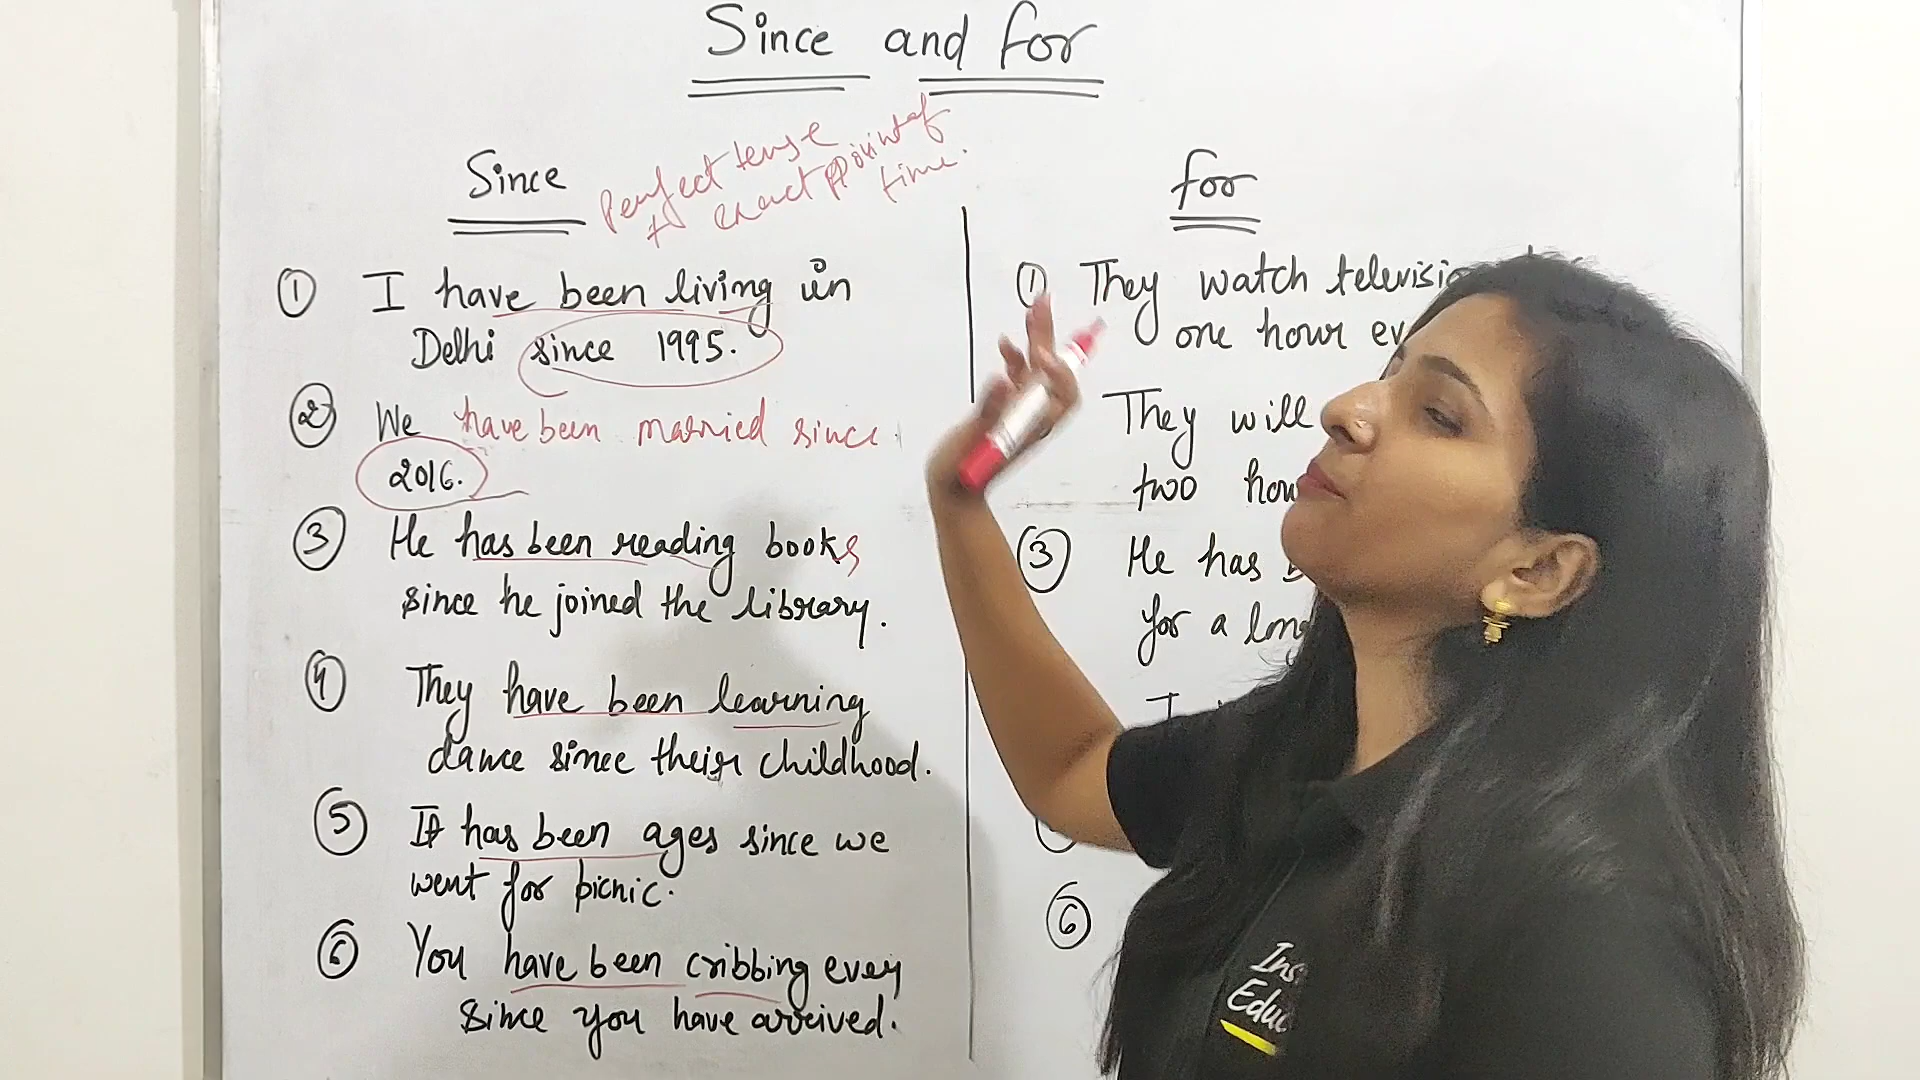 Since and for
Since
Perfect tense
+ exact point of
time.
① I have been living in
Delhi since 1995.
② We have been married since
2016.
③ He has been reading books
since he joined the library.
④ They have been learning
dance since their childhood.
⑤ It has been ages since we
went for picnic.
⑥ You have been cribbing every
since you have arrived.
for
① They watch
one hour
They will
two
③ He has
for a long
⑥
Edu